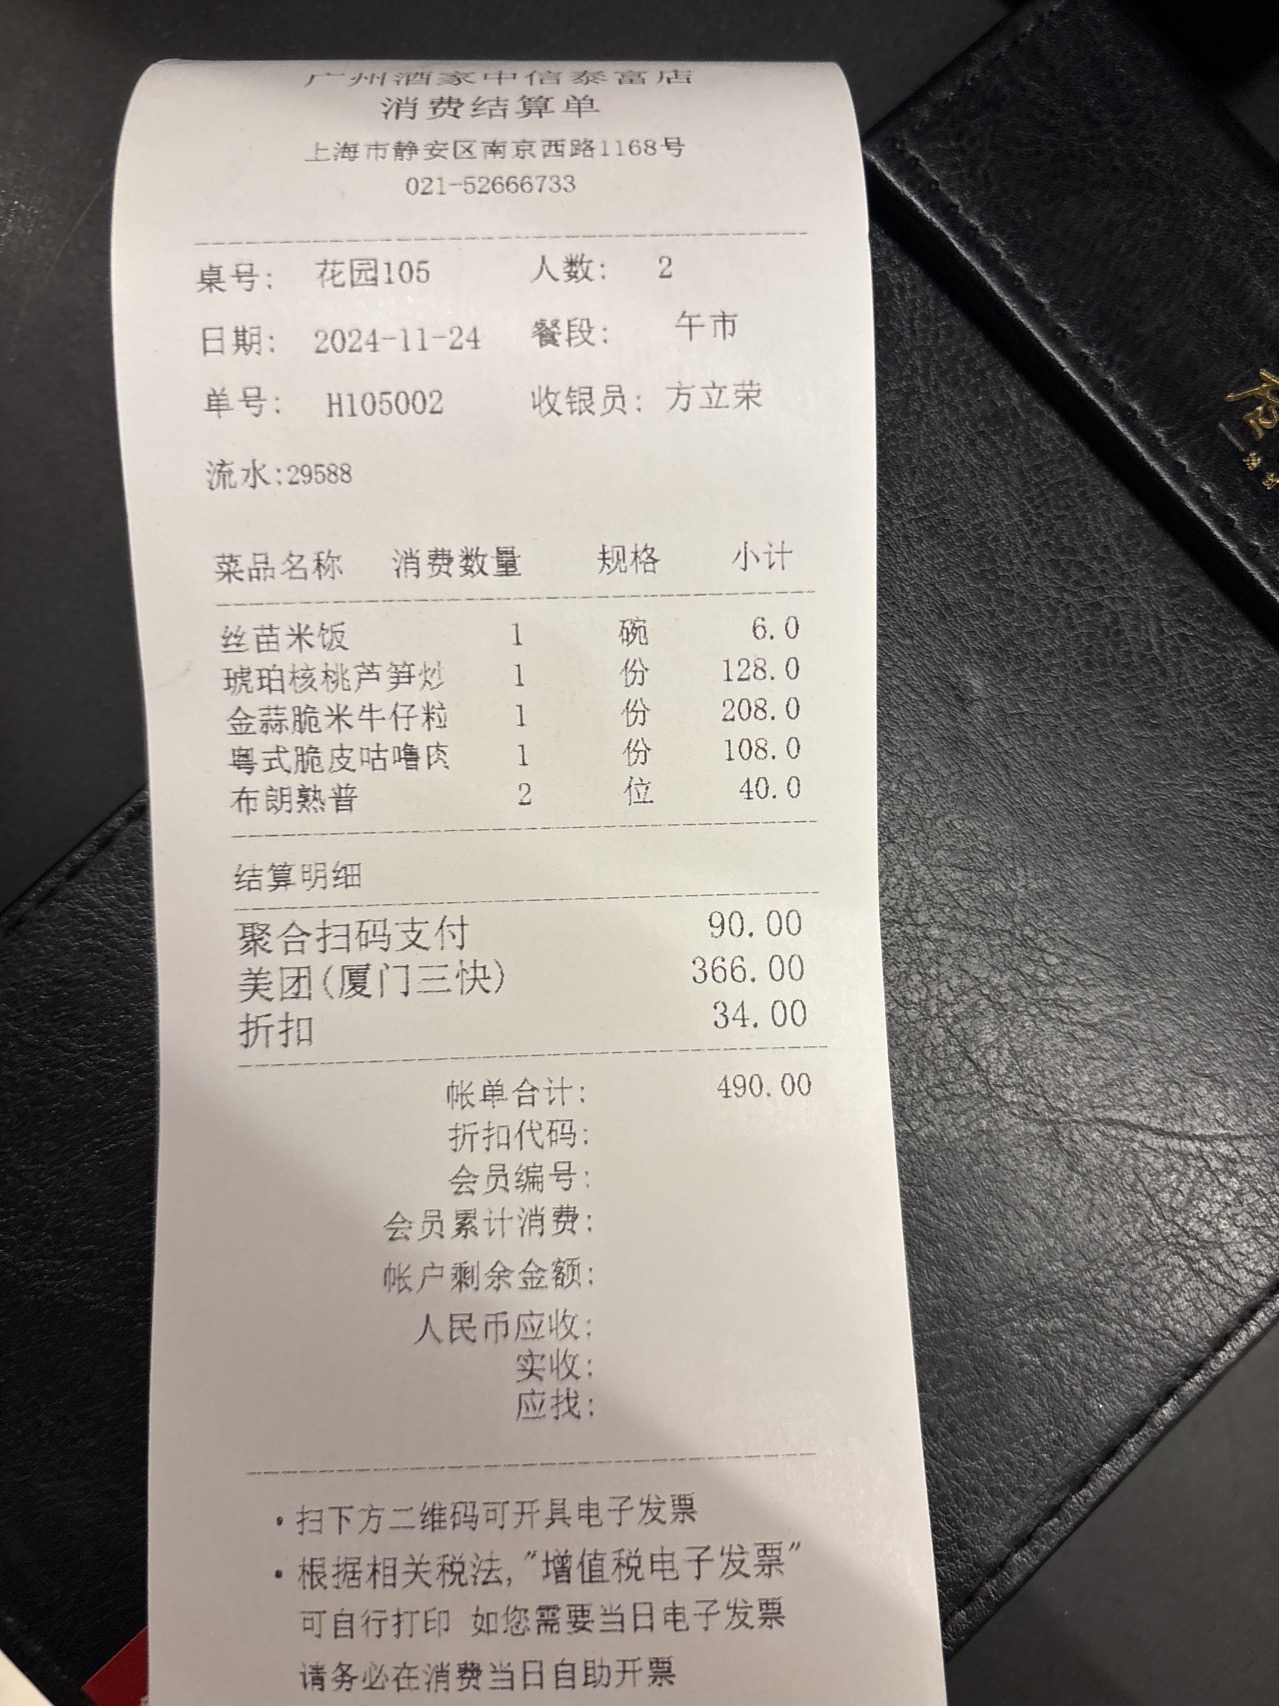 广州酒家中信泰富店
消费结算单
上海市静安区南京西路1168号
021-52666733
桌号: 花园105 人数: 2
日期: 2024-11-24 餐段: 午市
单号: H105002 收银员: 方立荣
流水:29588
菜品名称 消费数量 规格 小计
丝苗米饭 1 碗 6.0
琥珀核桃芦笋炒 1 份 128.0
金蒜脆米牛仔粒 1 份 208.0
粤式脆皮咕噜肉 1 份 108.0
布朗熟普 2 位 40.0
结算明细
聚合扫码支付 90.00
美团(厦门三快) 366.00
折扣 34.00
帐单合计: 490.00
折扣代码:
会员编号:
会员累计消费:
帐户剩余金额:
人民币应收:
实收:
应找:
·扫下方二维码可开具电子发票
·根据相关税法,"增值税电子发票"
可自行打印 如您需要当日电子发票
请务必在消费当日自助开票